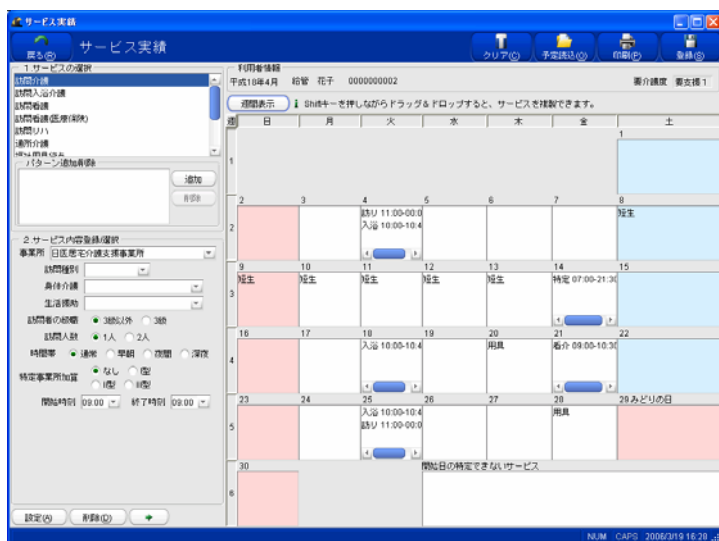 サービス実績
戻る(R)
サービス実績
クリア(C)
予定読込(O)
印刷(P)
登録(S)
1.サービスの選択
訪問介護
訪問入浴介護
訪問看護
訪問看護(医療保険)
訪問リハ
通所介護
パターン追加削除
追加
削除
2.サービス内容登録/選択
事業所 日医居宅介護支援事業所
訪問種別
身体介護
生活援助
訪問者の級種 3級以外 3級
訪問人数 1人 2人
時間帯 通常 早朝 夜間 深夜
特定事業所加算 なし I型
II型 III型
開始時刻 09:00 終了時刻 09:00
設定(A)
削除(D)
利用者情報
平成18年4月 給管 花子 0000000002 要介護度 要支援1
週間表示
Shiftキーを押しながらドラッグ&ドロップすると、サービスを複製できます。
週 日 月 火 水 木 金 土
1
1
2 3 4 5 6 7 8
2
訪リ 11:00-00:0
入浴 10:00-10:4
短生
9 10 11 12 13 14 15
3
短生 短生 短生 短生 短生 特定 07:00-21:30
16 17 18 19 20 21 22
4
入浴 10:00-10:4 用具 看介 09:00-10:30
23 24 25 26 27 28 29 みどりの日
5
入浴 10:00-10:4 用具
訪リ 11:00-00:0
30
6
開始日の特定できないサービス
NUM CAPS 2006/3/19 16:28